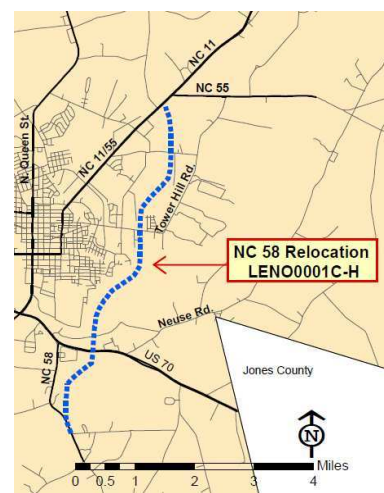 NC 11
NC 55
N. Queen St.
NC 11/55
Tower Hill Rd.
NC 58 Relocation
LENO0001C-H
Neuse Rd.
NC 58
US 70
Jones County
N
Miles
0 0.5 1 2 3 4